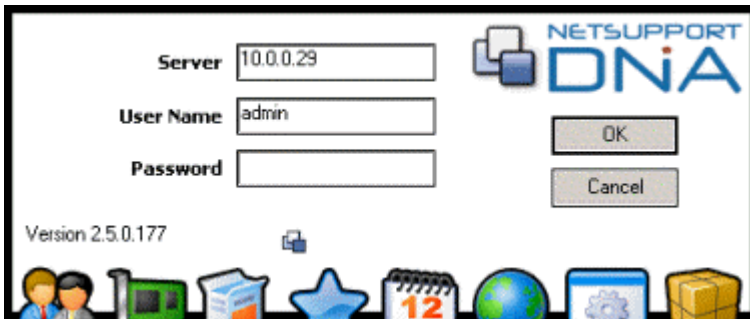 NETSUPPORT
DNA
Server 10.0.0.29
User Name admin
OK
Password
Cancel
Version 2.5.0.177
12